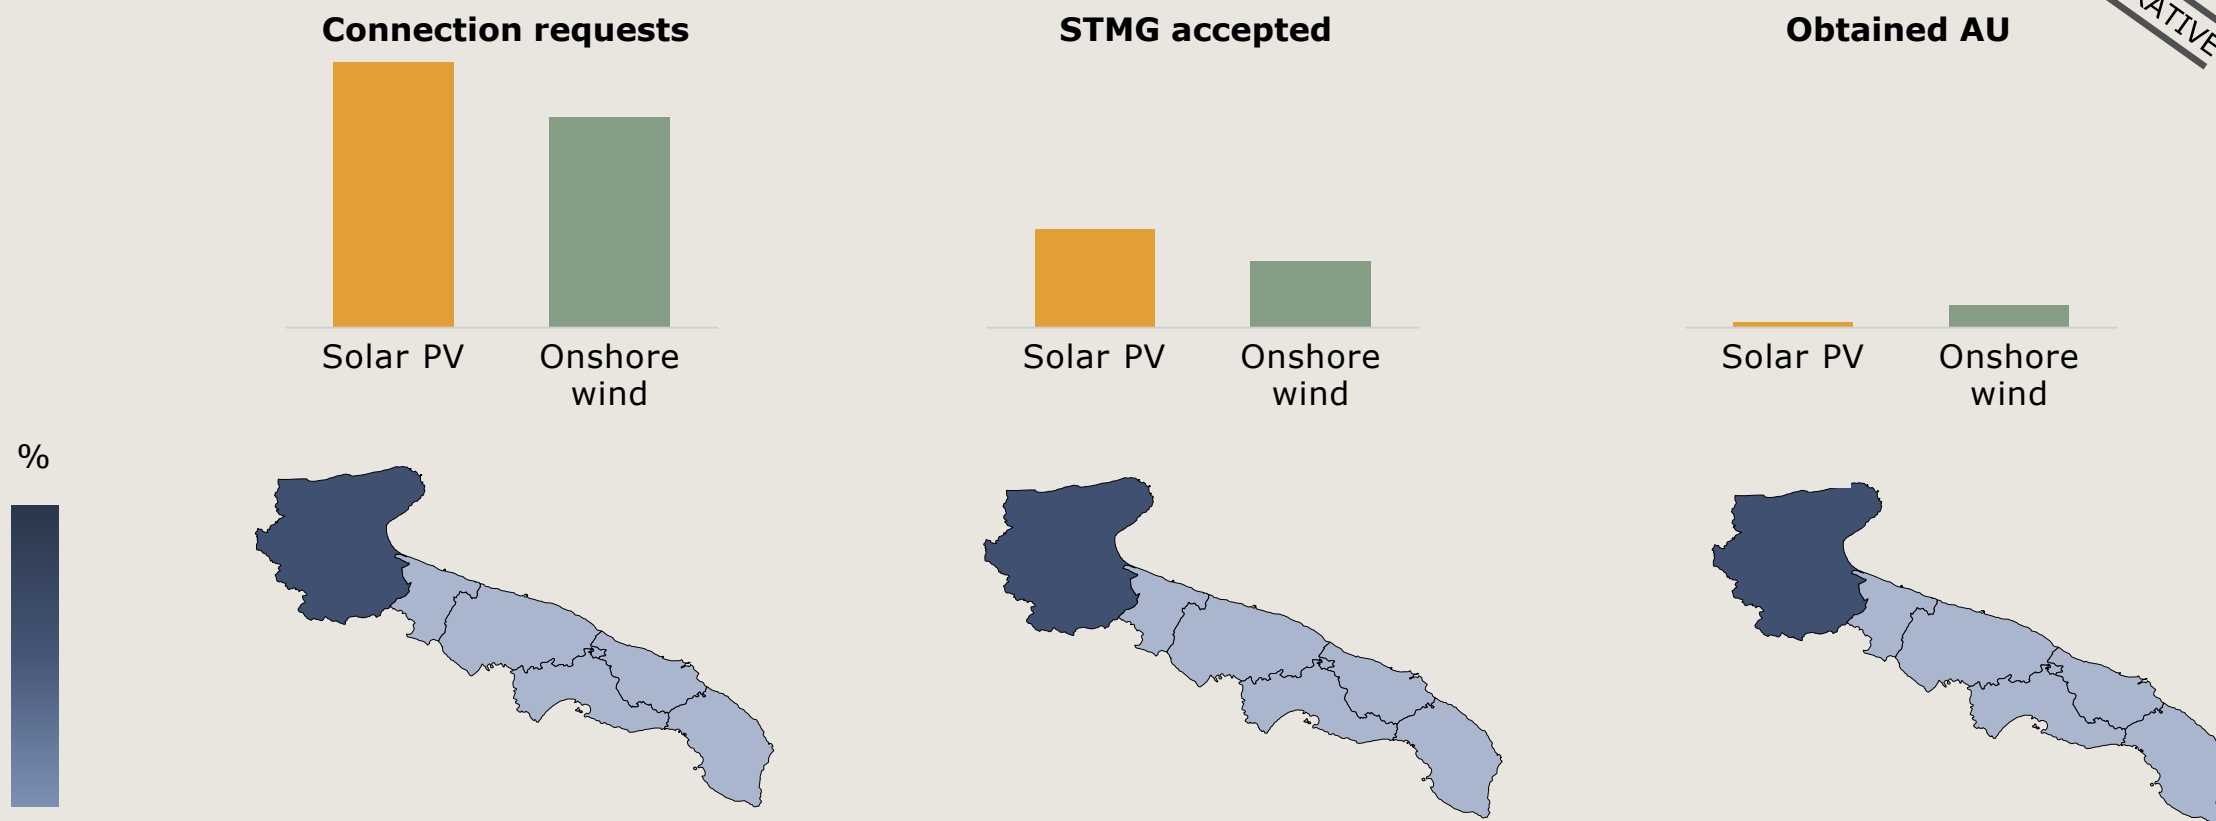 Connection requests
STMG accepted
Obtained AU
Solar PV
Onshore
wind
Solar PV
Onshore
wind
Solar PV
Onshore
wind
%